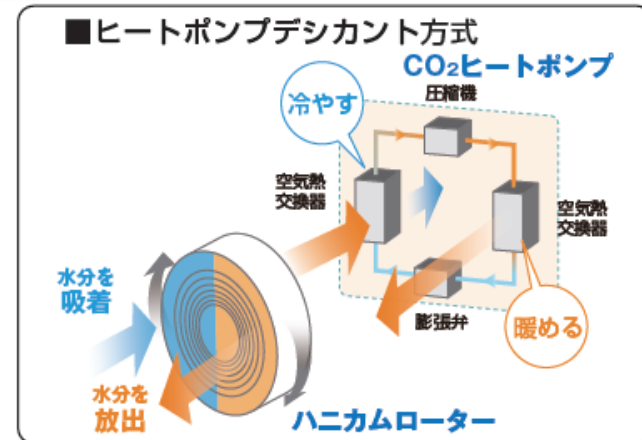 ■ヒートポンプデシカント方式
CO₂ヒートポンプ
圧縮機
冷やす
空気熱
交換器
空気熱
交換器
水分を
吸着
膨張弁
暖める
水分を
放出
ハニカムローター